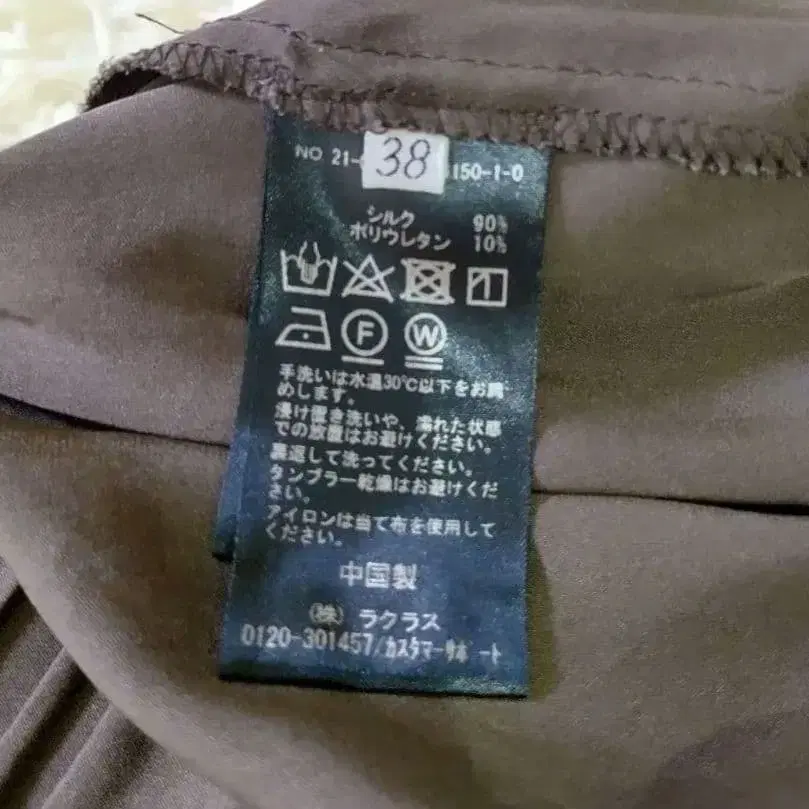 NO 21- 38 150-1-0
シルク 90%
ポリウレタン 10%
F W
手洗いは水温30℃以下をお薦
めします。
浸け置き洗いや、濡れた状態
での放置はお避けください。
裏返して洗ってください。
タンブラー乾燥はお避けくだ
さい。
アイロンは当て布を使用して
ください。
中国製
(株) ラクラス
0120-301457/カスタマーサポート